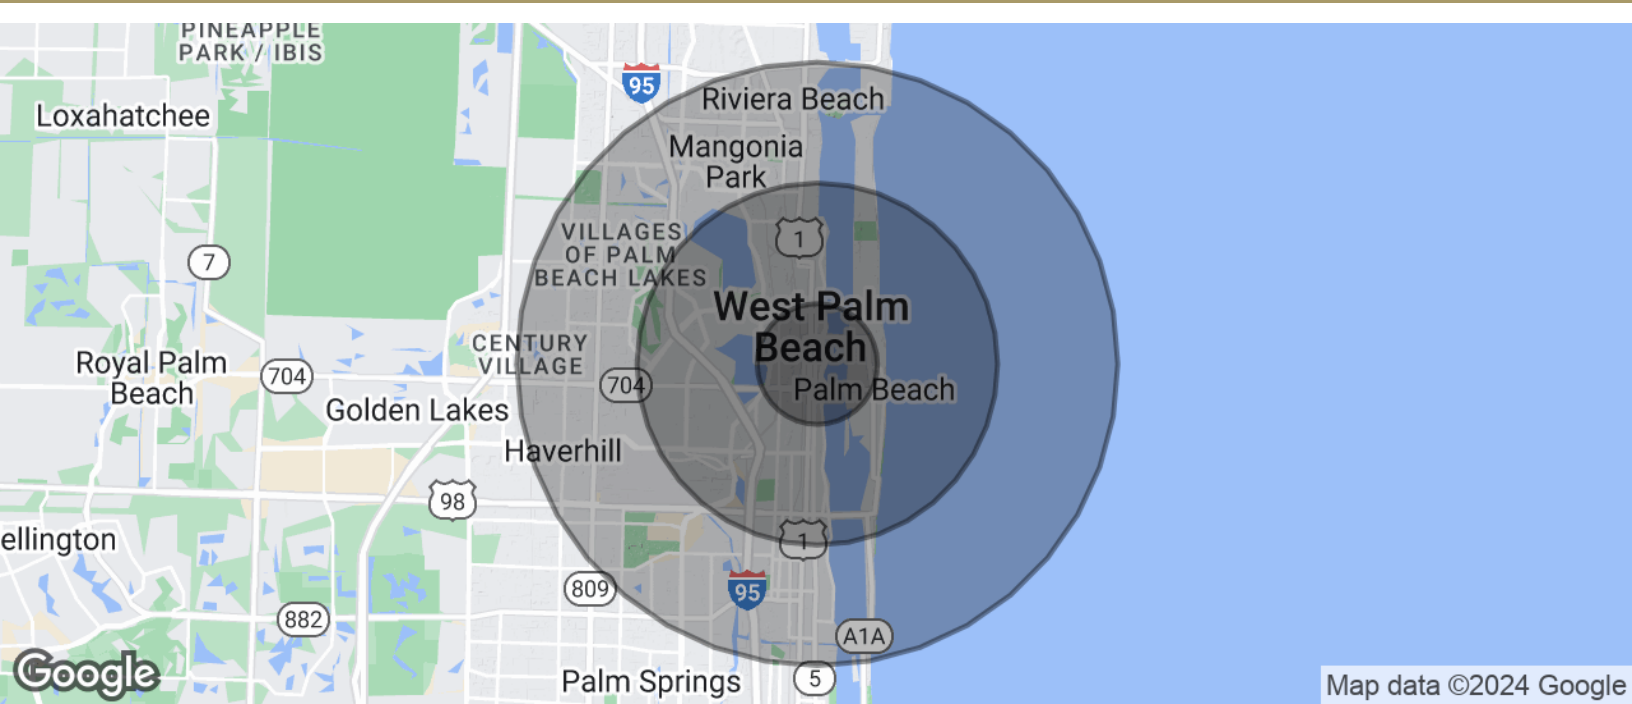 PINEAPPLE
PARK / IBIS
95
Loxahatchee
Riviera Beach
Mangonia
Park
VILLAGES
OF PALM
BEACH LAKES
1
7
West Palm
Beach
CENTURY
VILLAGE
Royal Palm
Beach
704
704
Palm Beach
Golden Lakes
Haverhill
98
ellington
1
809
95
882
A1A
Google
Palm Springs
5
Map data ©2024 Google